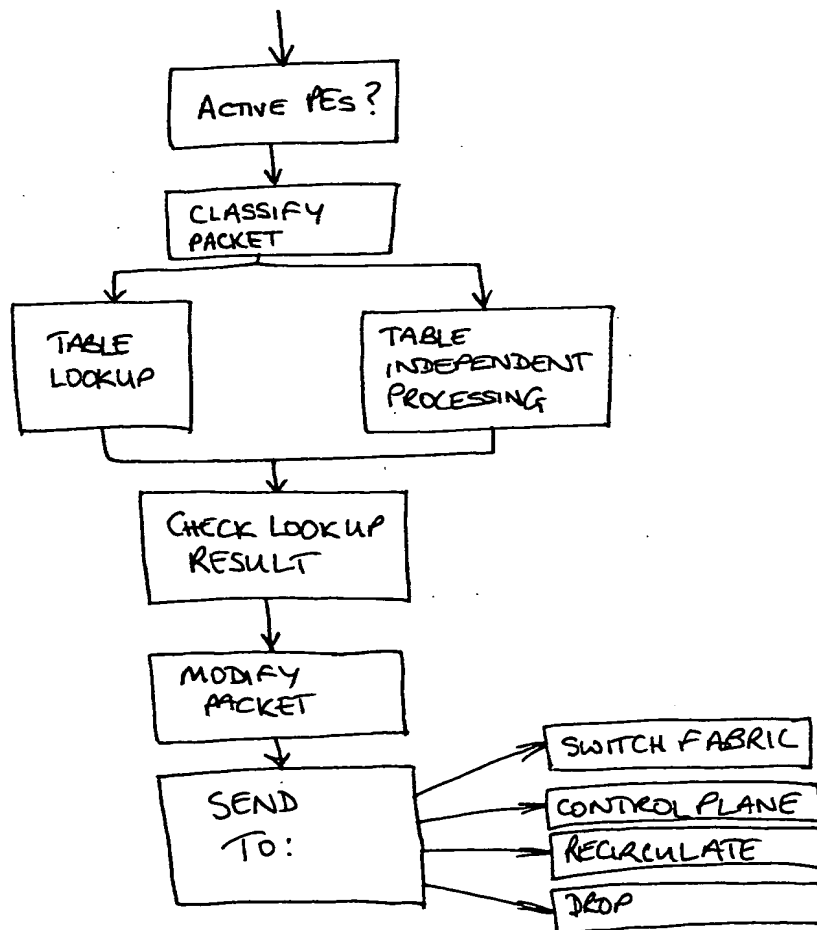 ACTIVE PEs?
CLASSIFY
PACKET
TABLE
LOOKUP
TABLE
INDEPENDENT
PROCESSING
CHECK LOOKUP
RESULT
MODIFY
PACKET
SEND
TO:
SWITCH FABRIC
CONTROL PLANE
RECIRCULATE
DROP